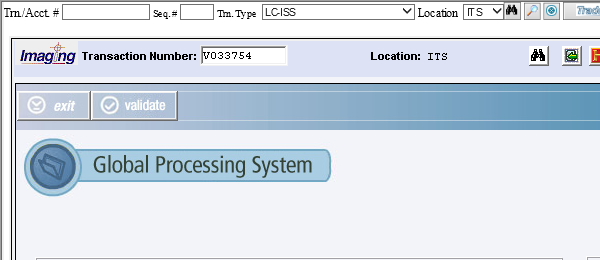 Trn./Acct. # Seq. # Trn. Type LC-ISS Location ITS
Imaging Transaction Number: V033754 Location: ITS
exit validate
Global Processing System